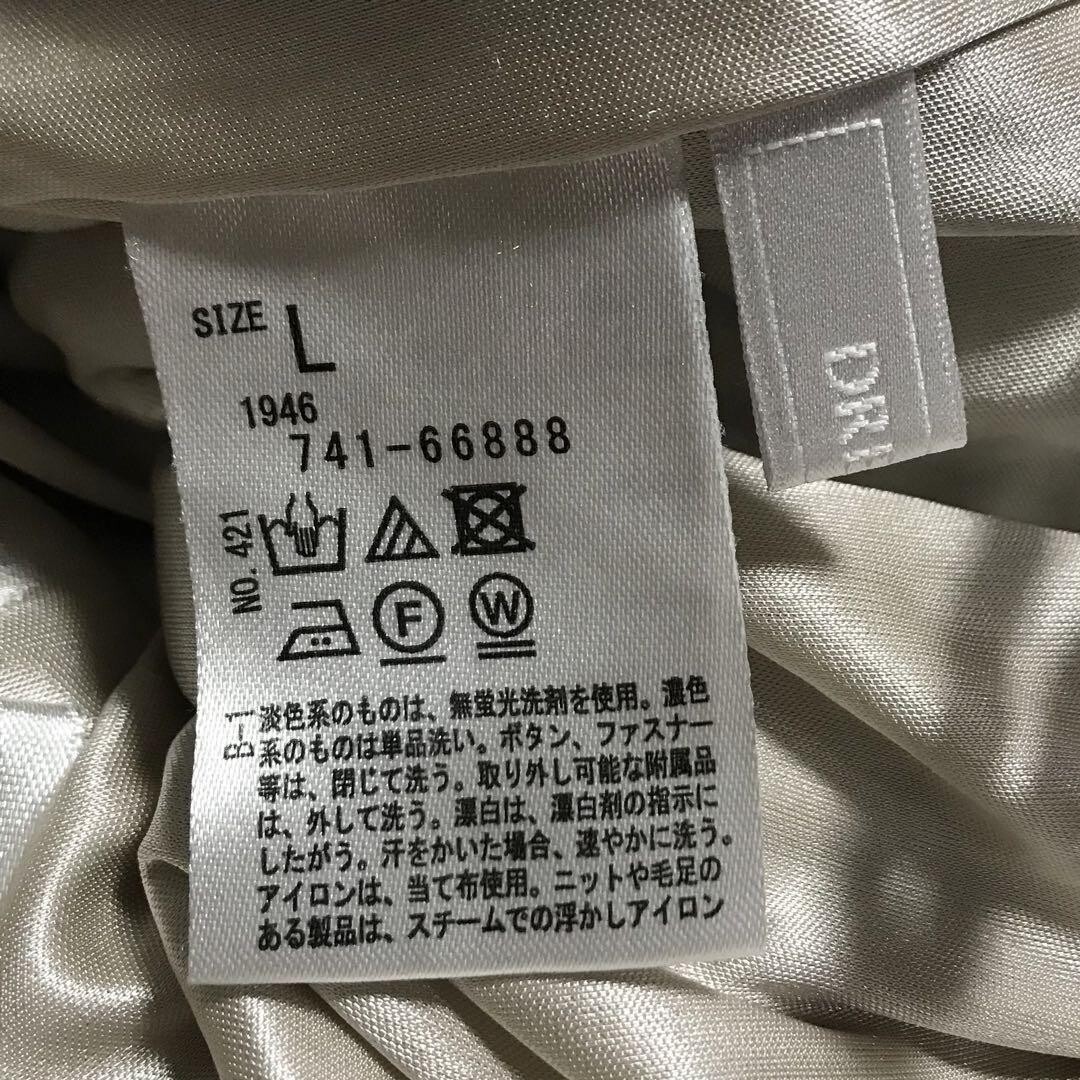 SIZE L
1946
741-66888
NO. 421
F
W
B-1
淡色系のものは、無蛍光洗剤を使用。濃色
系のものは単品洗い。ボタン、ファスナー
等は、閉じて洗う。取り外し可能な附属品
は、外して洗う。漂白は、漂白剤の指示に
したがう。汗をかいた場合、速やかに洗う。
アイロンは、当て布使用。ニットや毛足の
ある製品は、スチームでの浮かしアイロン